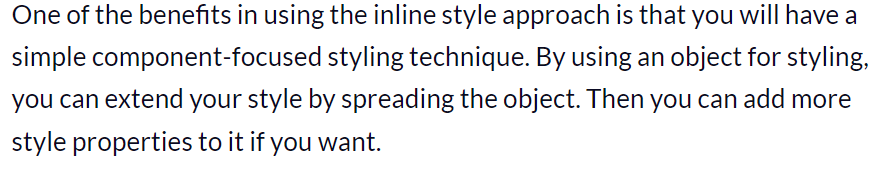 One of the benefits in using the inline style approach is that you will have a
simple component-focused styling technique. By using an object for styling,
you can extend your style by spreading the object. Then you can add more
style properties to it if you want.